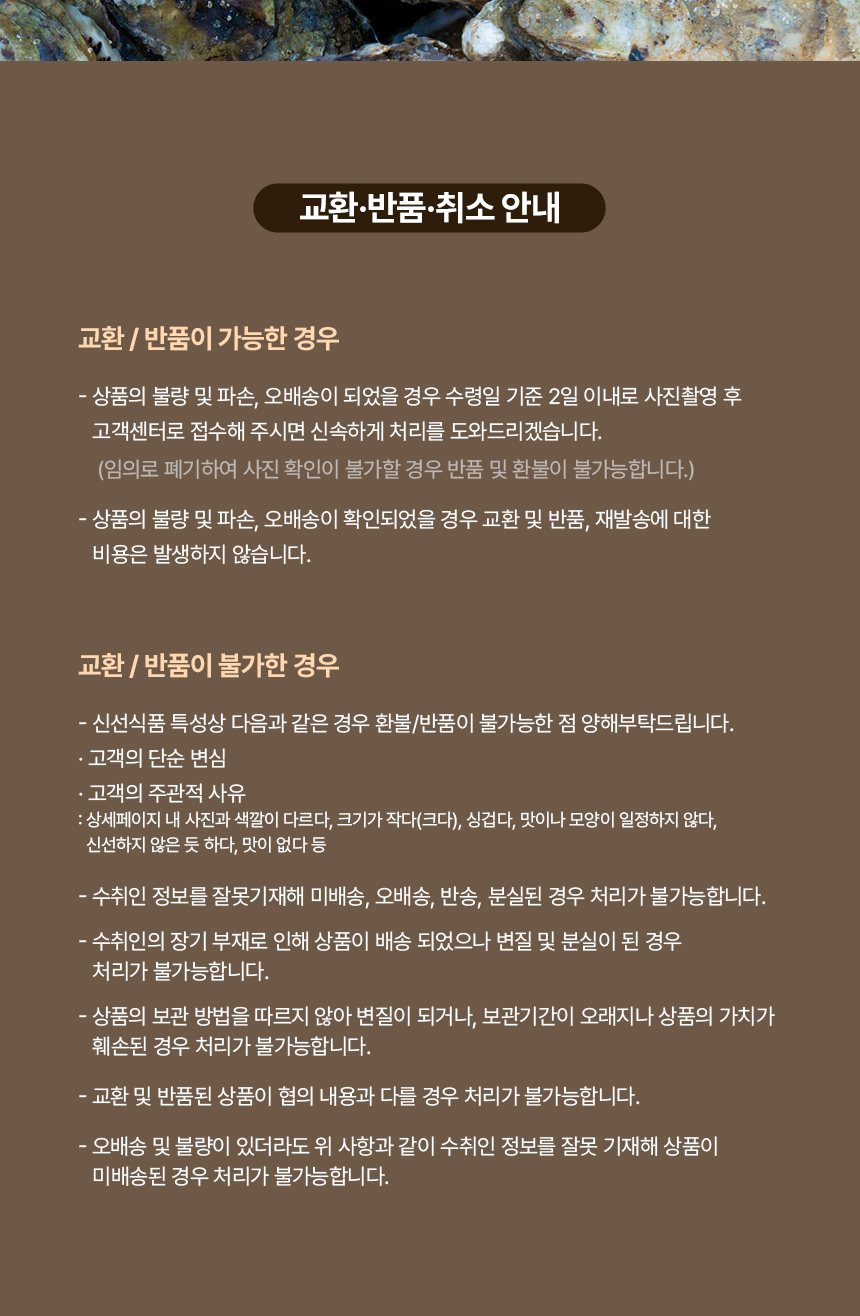 교환·반품·취소 안내
교환 / 반품이 가능한 경우
- 상품의 불량 및 파손, 오배송이 되었을 경우 수령일 기준 2일 이내로 사진촬영 후
고객센터로 접수해 주시면 신속하게 처리를 도와드리겠습니다.
(임의로 폐기하여 사진 확인이 불가할 경우 반품 및 환불이 불가능합니다.)
- 상품의 불량 및 파손, 오배송이 확인되었을 경우 교환 및 반품, 재발송에 대한
비용은 발생하지 않습니다.
교환 / 반품이 불가한 경우
- 신선식품 특성상 다음과 같은 경우 환불/반품이 불가능한 점 양해부탁드립니다.
· 고객의 단순 변심
· 고객의 주관적 사유
: 상세페이지 내 사진과 색깔이 다르다, 크기가 작다(크다), 싱겁다, 맛이나 모양이 일정하지 않다,
신선하지 않은 듯 하다, 맛이 없다 등
- 수취인 정보를 잘못기재해 미배송, 오배송, 반송, 분실된 경우 처리가 불가능합니다.
- 수취인의 장기 부재로 인해 상품이 배송 되었으나 변질 및 분실이 된 경우
처리가 불가능합니다.
- 상품의 보관 방법을 따르지 않아 변질이 되거나, 보관기간이 오래지나 상품의 가치가
훼손된 경우 처리가 불가능합니다.
- 교환 및 반품된 상품이 협의 내용과 다를 경우 처리가 불가능합니다.
- 오배송 및 불량이 있더라도 위 사항과 같이 수취인 정보를 잘못 기재해 상품이
미배송된 경우 처리가 불가능합니다.